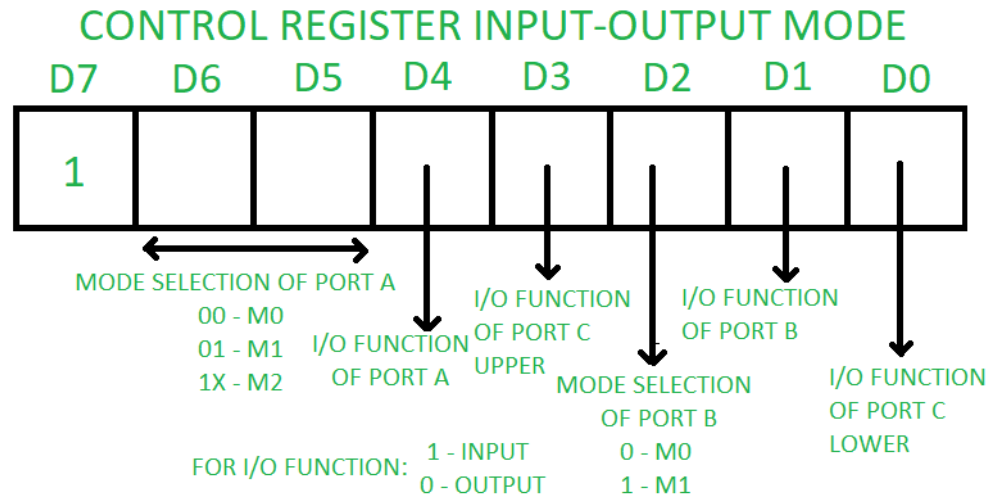 CONTROL REGISTER INPUT-OUTPUT MODE
D7 D6 D5 D4 D3 D2 D1 D0
1
MODE SELECTION OF PORT A
00 - M0
01 - M1
1X - M2
I/O FUNCTION
OF PORT A
I/O FUNCTION
OF PORT C
UPPER
MODE SELECTION
OF PORT B
0 - M0
1 - M1
I/O FUNCTION
OF PORT B
I/O FUNCTION
OF PORT C
LOWER
FOR I/O FUNCTION:
1 - INPUT
0 - OUTPUT